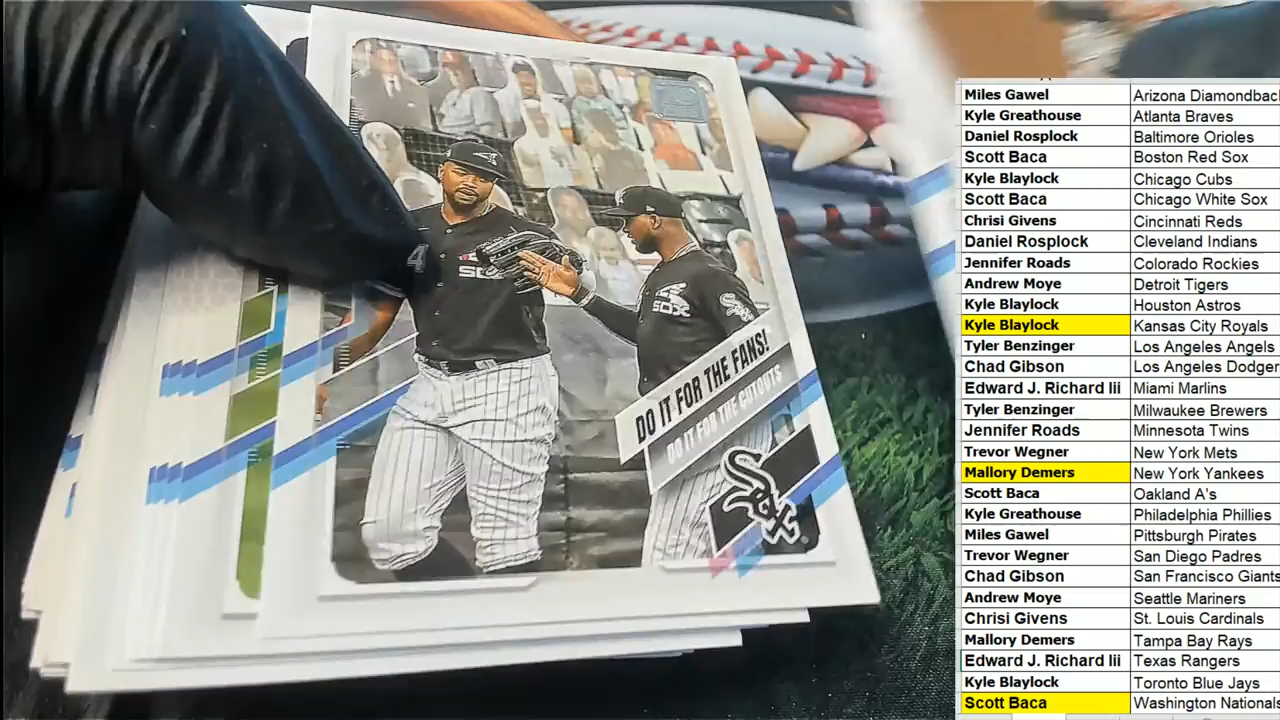 DO IT FOR THE FANS!
DO IT FOR THE CUTOUTS
Sox
SOX
Sox
4
Miles Gawel Arizona Diamondbac
Kyle Greathouse Atlanta Braves
Daniel Rosplock Baltimore Orioles
Scott Baca Boston Red Sox
Kyle Blaylock Chicago Cubs
Scott Baca Chicago White Sox
Chrisi Givens Cincinnati Reds
Daniel Rosplock Cleveland Indians
Jennifer Roads Colorado Rockies
Andrew Moye Detroit Tigers
Kyle Blaylock Houston Astros
Kyle Blaylock Kansas City Royals
Tyler Benzinger Los Angeles Angels
Chad Gibson Los Angeles Dodger
Edward J. Richard Iii Miami Marlins
Tyler Benzinger Milwaukee Brewers
Jennifer Roads Minnesota Twins
Trevor Wegner New York Mets
Mallory Demers New York Yankees
Scott Baca Oakland A's
Kyle Greathouse Philadelphia Phillies
Miles Gawel Pittsburgh Pirates
Trevor Wegner San Diego Padres
Chad Gibson San Francisco Giants
Andrew Moye Seattle Mariners
Chrisi Givens St. Louis Cardinals
Mallory Demers Tampa Bay Rays
Edward J. Richard Iii Texas Rangers
Kyle Blaylock Toronto Blue Jays
Scott Baca Washington Nationals